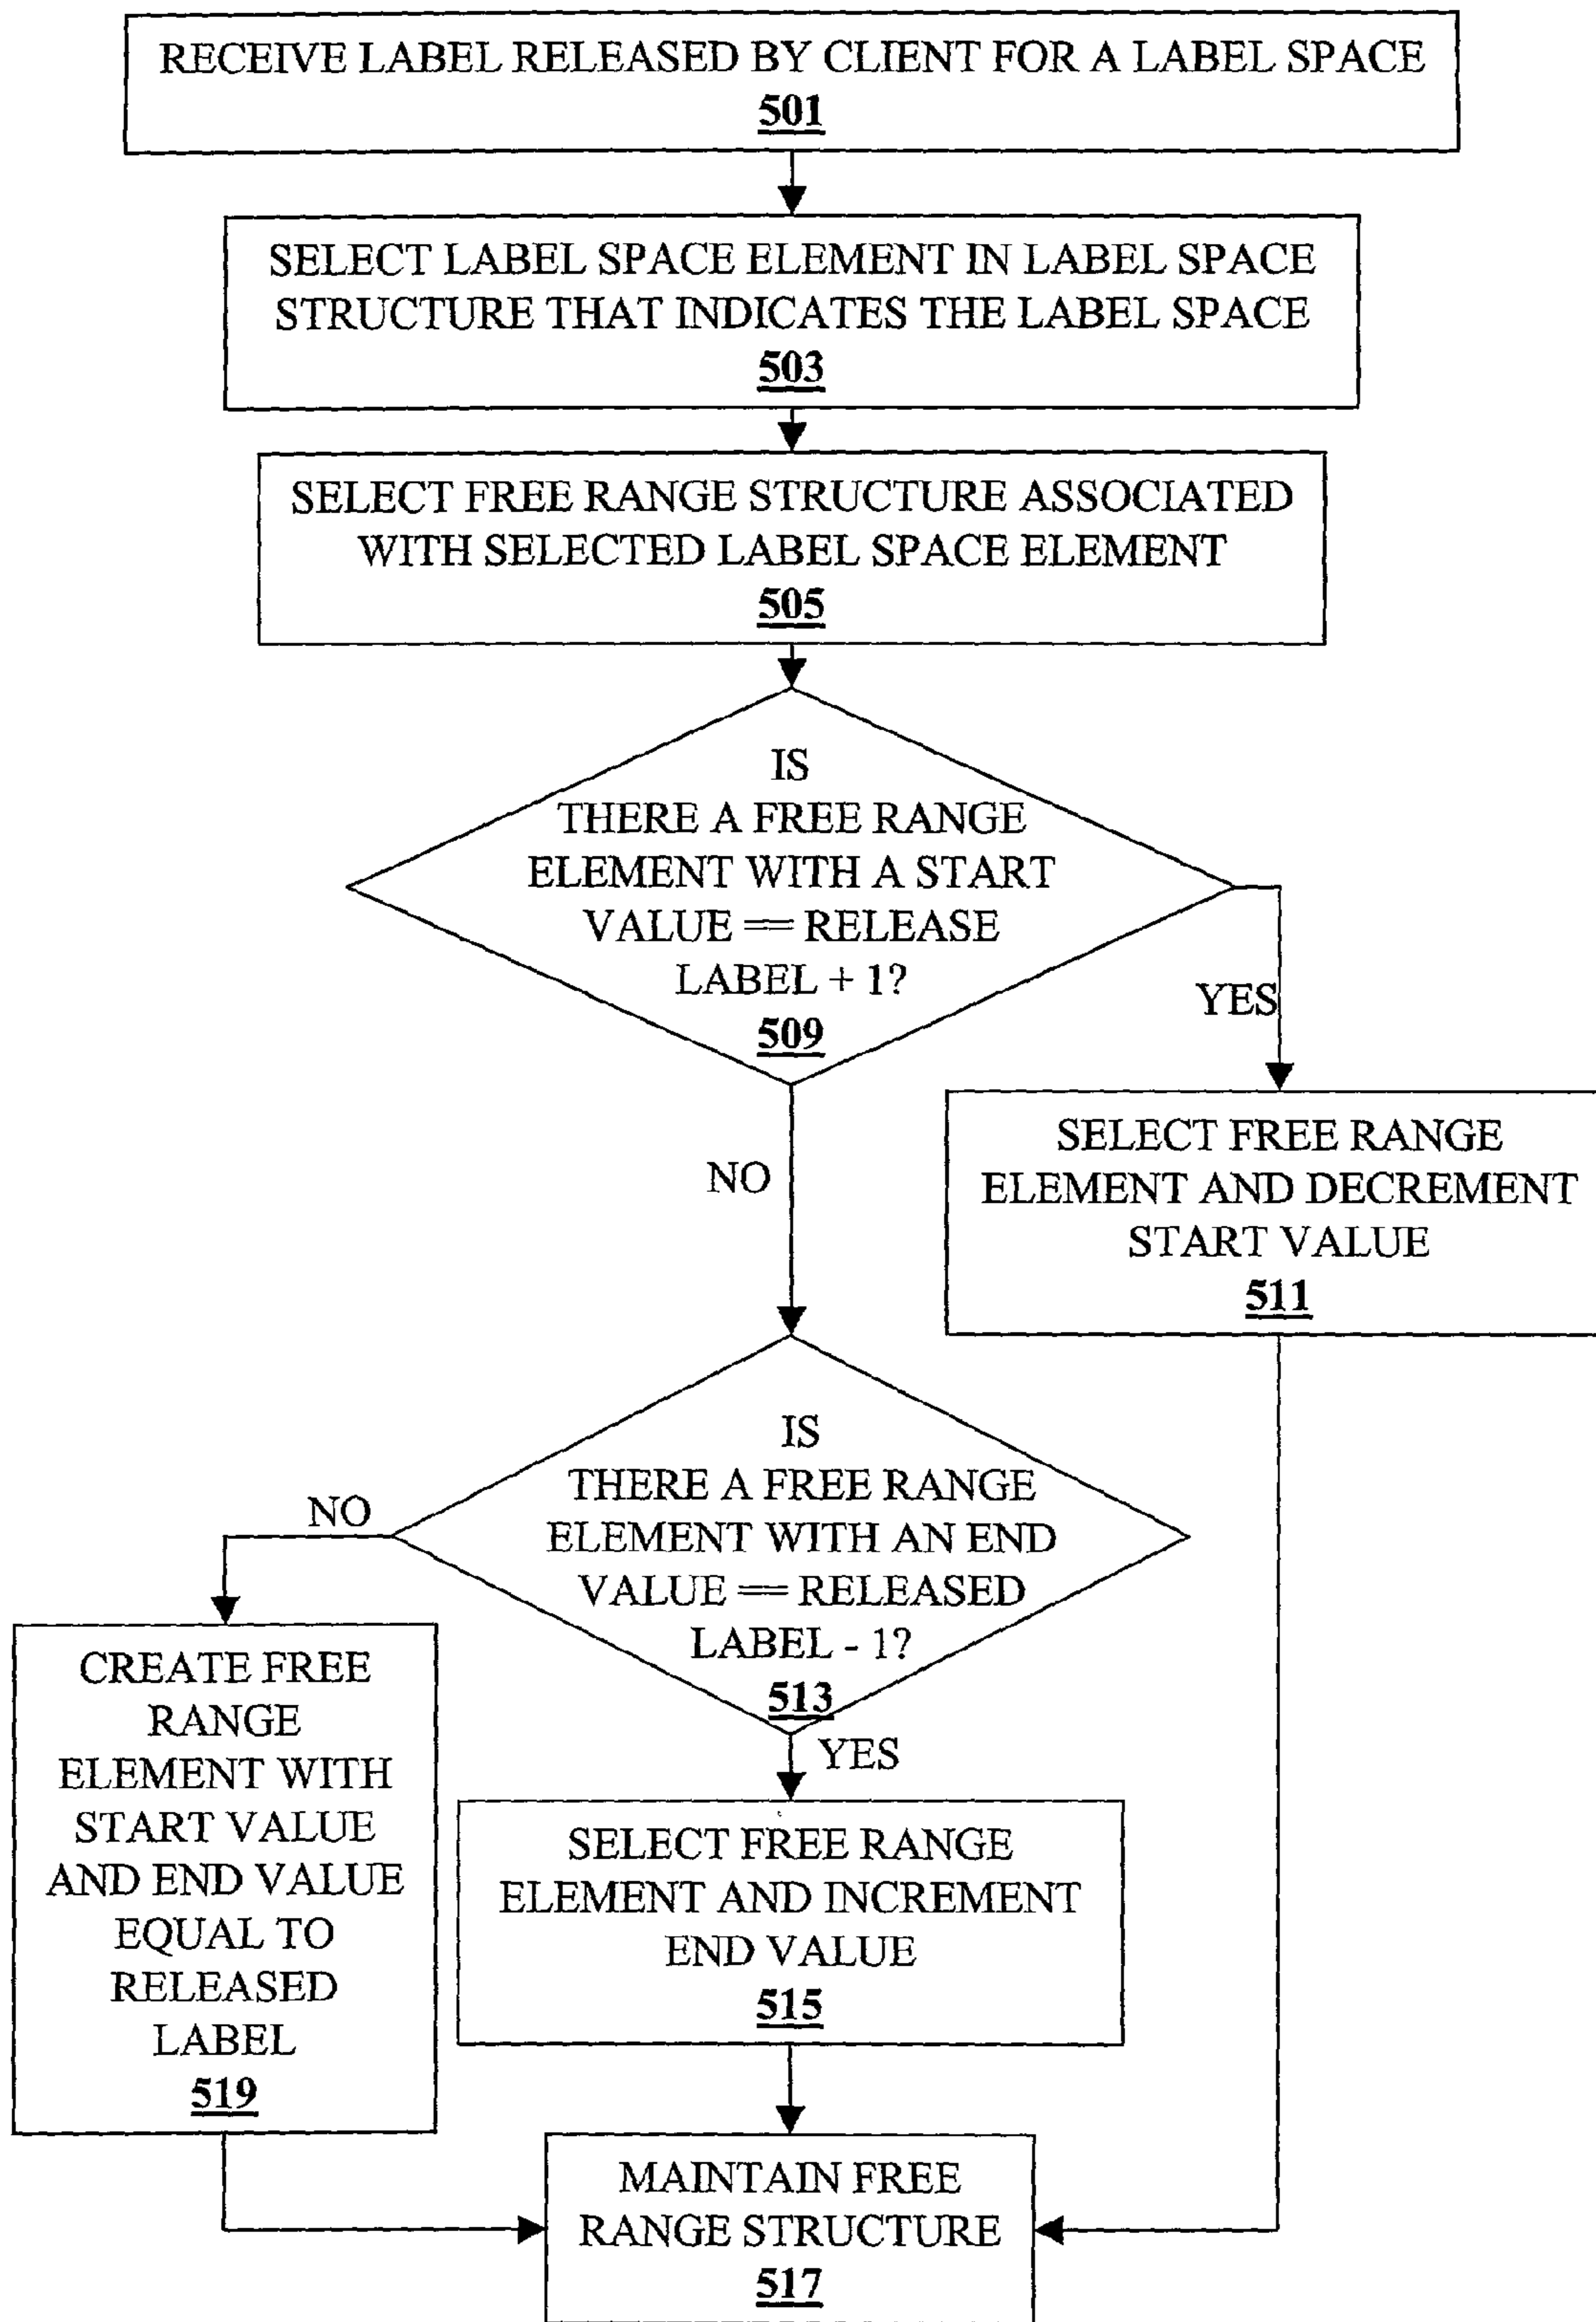 RECEIVE LABEL RELEASED BY CLIENT FOR A LABEL SPACE
501
SELECT LABEL SPACE ELEMENT IN LABEL SPACE
STRUCTURE THAT INDICATES THE LABEL SPACE
503
SELECT FREE RANGE STRUCTURE ASSOCIATED
WITH SELECTED LABEL SPACE ELEMENT
505
IS
THERE A FREE RANGE
ELEMENT WITH A START
VALUE == RELEASE
LABEL + 1?
509
YES
SELECT FREE RANGE
ELEMENT AND DECREMENT
START VALUE
511
NO
IS
THERE A FREE RANGE
ELEMENT WITH AN END
VALUE == RELEASED
LABEL - 1?
513
NO
CREATE FREE
RANGE
ELEMENT WITH
START VALUE
AND END VALUE
EQUAL TO
RELEASED
LABEL
519
YES
SELECT FREE RANGE
ELEMENT AND INCREMENT
END VALUE
515
MAINTAIN FREE
RANGE STRUCTURE
517